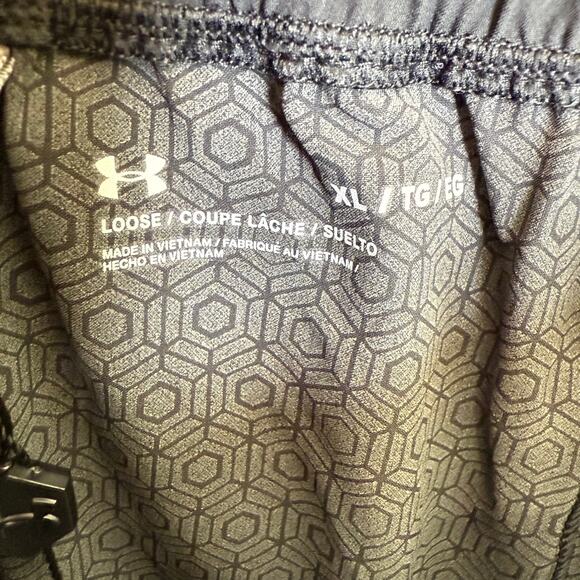 XL / TG / EG
LOOSE / COUPE LÂCHE / SUELTO
MADE IN VIETNAM / FABRIQUÉ AU VIETNAM /
HECHO EN VIETNAM